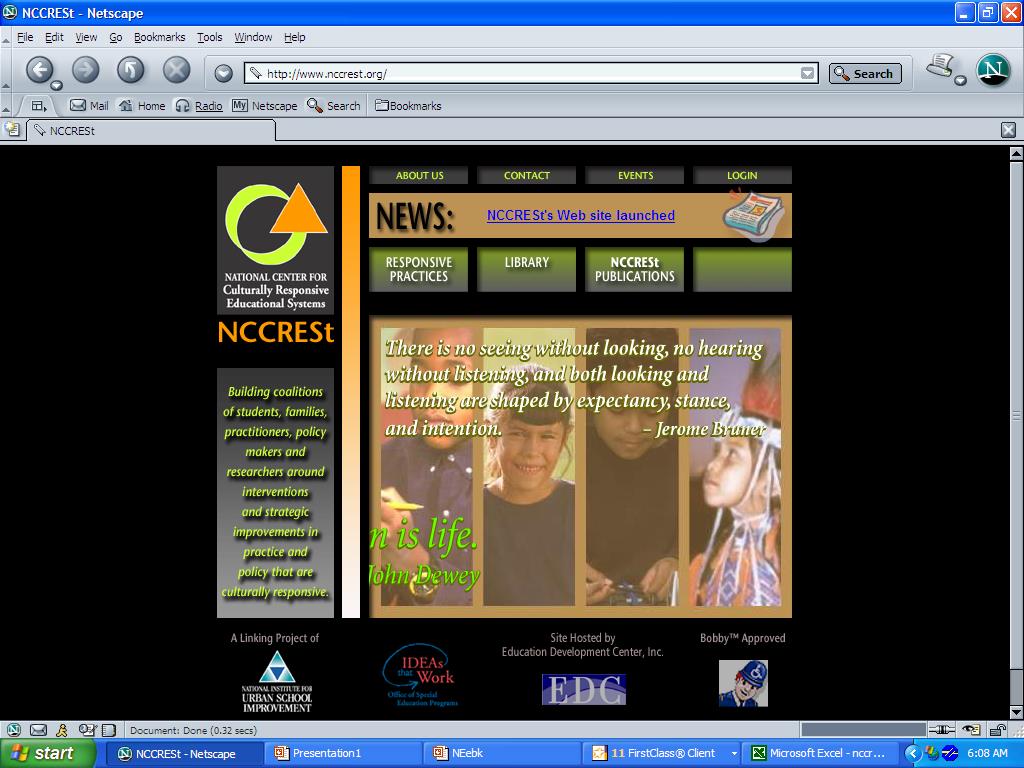 NCCRESt - Netscape
File Edit View Go Bookmarks Tools Window Help
http://www.nccrest.org/
Search
N
Mail Home Radio My Netscape Search Bookmarks
NCCRESt
ABOUT US CONTACT EVENTS LOGIN
NEWS: NCCRESt's Web site launched
RESPONSIVE
PRACTICES
LIBRARY
NCCRESt
PUBLICATIONS
NATIONAL CENTER FOR
Culturally Responsive
Educational Systems
NCCRESt
Building coalitions
of students, families,
practitioners, policy
makers and
researchers around
interventions
and strategic
improvements in
practice and
policy that are
culturally responsive.
There is no seeing without looking, no hearing
without listening, and both looking and
listening are shaped by expectancy, stance,
and intention. – Jerome Bruner
n is life.
John Dewey
A Linking Project of
NATIONAL INSTITUTE FOR
URBAN SCHOOL
IMPROVEMENT
IDEAs
that
Work
Office of Special
Education Programs
Site Hosted by
Education Development Center, Inc.
EDC
Bobby™ Approved
Document: Done (0.32 secs)
start NCCRESt - Netscape Presentation1 NEebk 11 FirstClass® Client Microsoft Excel - nccr... 6:08 AM